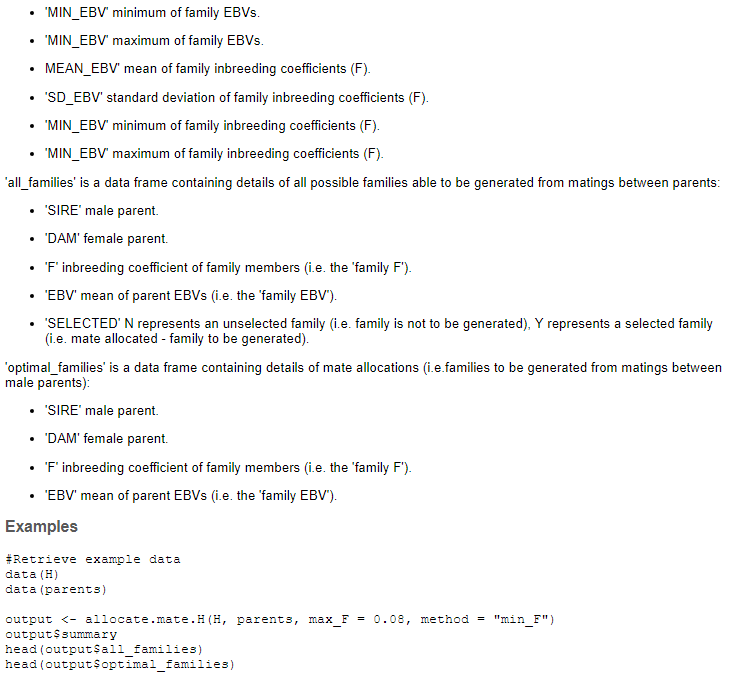 • 'MIN_EBV' minimum of family EBVs.
• 'MIN_EBV' maximum of family EBVs.
• MEAN_EBV' mean of family inbreeding coefficients (F).
• 'SD_EBV' standard deviation of family inbreeding coefficients (F).
• 'MIN_EBV' minimum of family inbreeding coefficients (F).
• 'MIN_EBV' maximum of family inbreeding coefficients (F).
'all_families' is a data frame containing details of all possible families able to be generated from matings between parents:
• 'SIRE' male parent.
• 'DAM' female parent.
• 'F' inbreeding coefficient of family members (i.e. the 'family F').
• 'EBV' mean of parent EBVs (i.e. the 'family EBV').
• 'SELECTED' N represents an unselected family (i.e. family is not to be generated), Y represents a selected family
(i.e. mate allocated - family to be generated).
'optimal_families' is a data frame containing details of mate allocations (i.e.families to be generated from matings between
male parents):
• 'SIRE' male parent.
• 'DAM' female parent.
• 'F' inbreeding coefficient of family members (i.e. the 'family F').
• 'EBV' mean of parent EBVs (i.e. the 'family EBV').
Examples
#Retrieve example data
data(H)
data(parents)
output <- allocate.mate.H(H, parents, max_F = 0.08, method = "min_F")
output$summary
head(output$all_families)
head(output$optimal_families)